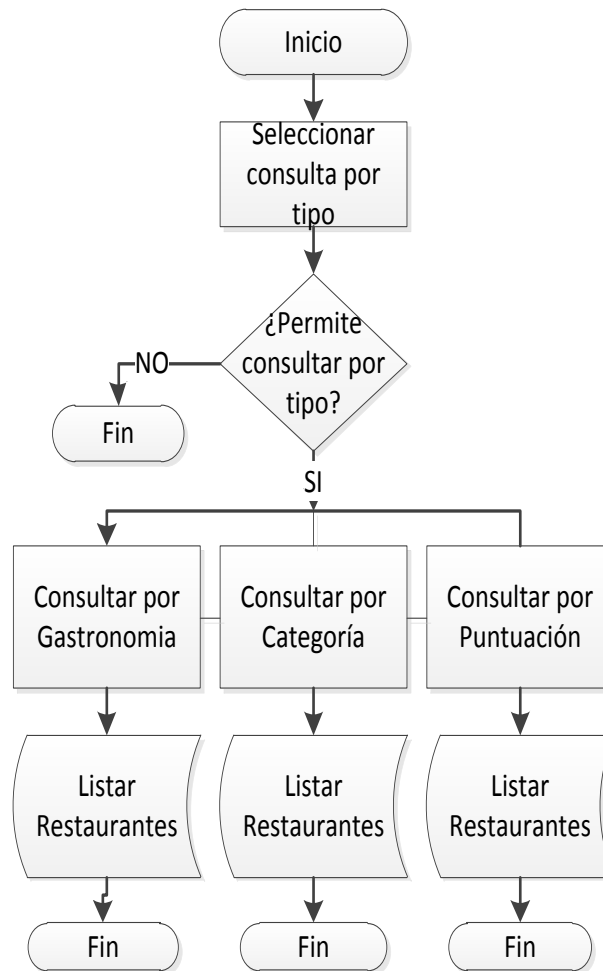 Inicio
Seleccionar
consulta por
tipo
¿Permite
consultar por
tipo?
NO
Fin
SI
Consultar por
Gastronomia
Consultar por
Categoría
Consultar por
Puntuación
Listar
Restaurantes
Listar
Restaurantes
Listar
Restaurantes
Fin
Fin
Fin